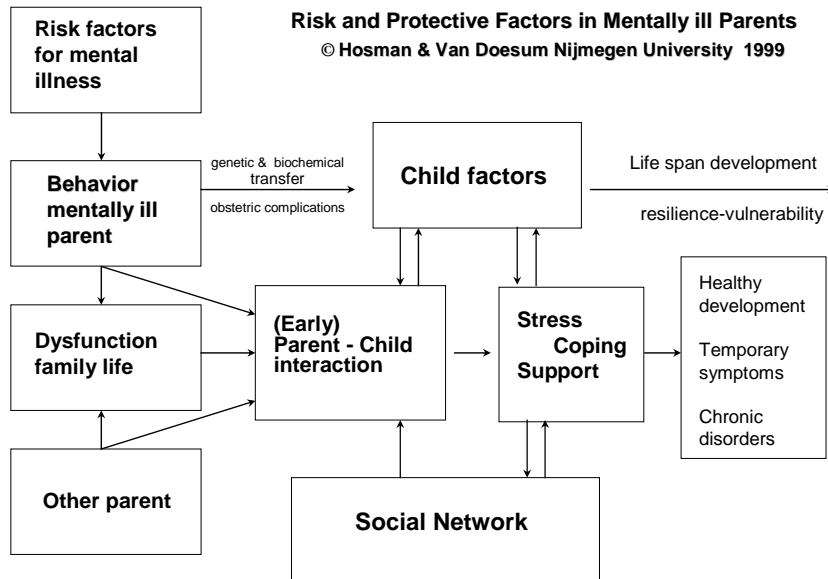 Risk and Protective Factors in Mentally ill Parents
© Hosman & Van Doesum Nijmegen University 1999
Risk factors
for mental
illness
Behavior
mentally ill
parent
genetic & biochemical
transfer
obstetric complications
Child factors
Life span development
resilience-vulnerability
Dysfunction
family life
(Early)
Parent - Child
interaction
Stress
Coping
Support
Healthy
development
Temporary
symptoms
Chronic
disorders
Other parent
Social Network